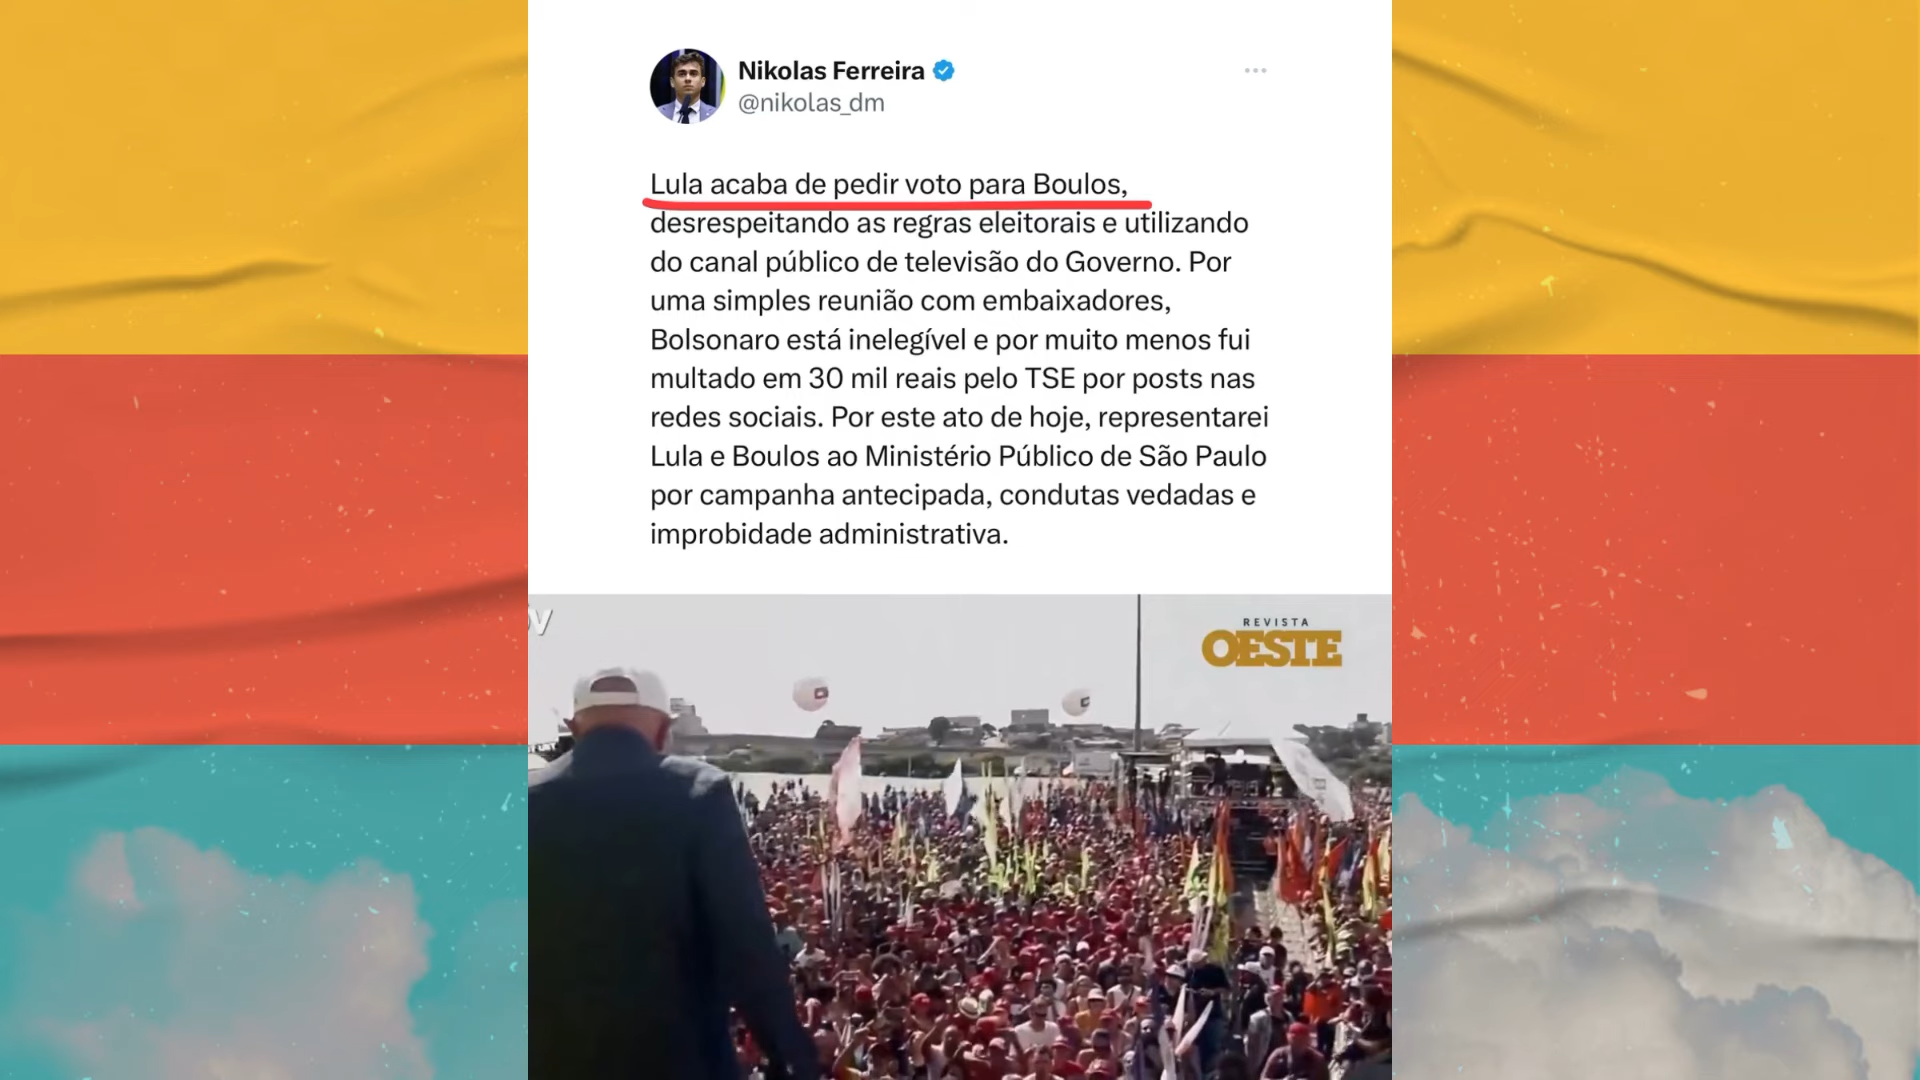 Nikolas Ferreira
@nikolas_dm
Lula acaba de pedir voto para Boulos,
desrespeitando as regras eleitorais e utilizando
do canal público de televisão do Governo. Por
uma simples reunião com embaixadores,
Bolsonaro está inelegível e por muito menos fui
multado em 30 mil reais pelo TSE por posts nas
redes sociais. Por este ato de hoje, representarei
Lula e Boulos ao Ministério Público de São Paulo
por campanha antecipada, condutas vedadas e
improbidade administrativa.
REVISTA
OESTE